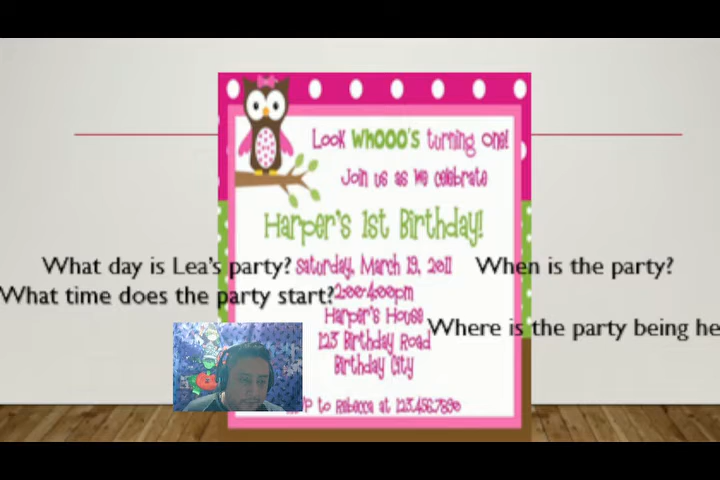 Look WhOOO's turning one!
Join us as we celebrate
Harper's 1st Birthday!
What day is Lea's party?
Saturday, March 19, 2011
When is the party?
What time does the party start?
2:00-4:00pm
Harper's House
Where is the party being he
123 Birthday Road
Birthday City
to Rebecca at 123.456.7890